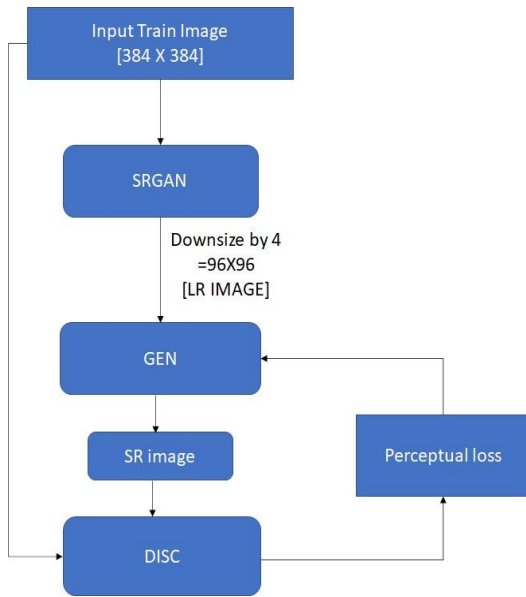 Input Train Image
[384 X 384]
SRGAN
Downsize by 4
=96X96
[LR IMAGE]
GEN
SR image
Perceptual loss
DISC